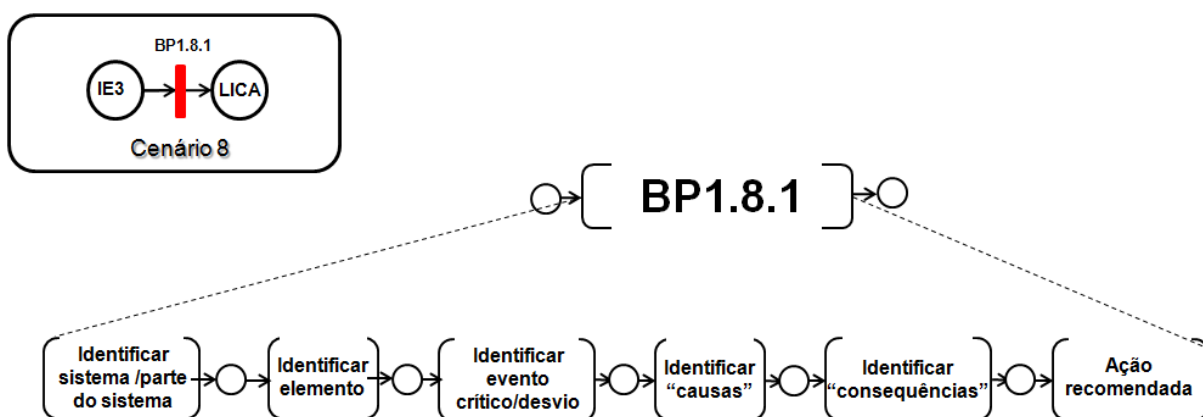 BP1.8.1
IE3
LICA
Cenário 8
BP1.8.1
Identificar
sistema /parte
do sistema
Identificar
elemento
Identificar
evento
crítico/desvio
Identificar
“causas”
Identificar
“consequências”
Ação
recomendada